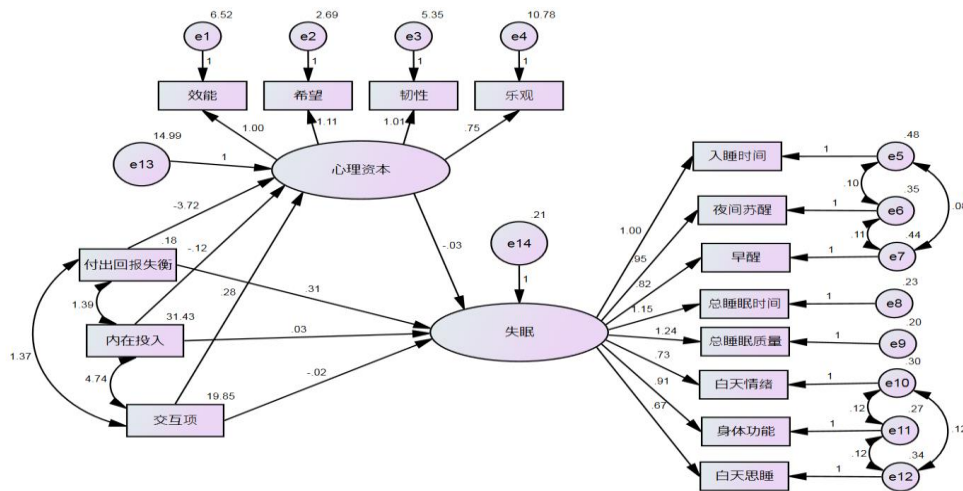 6.52 2.69 5.35 10.78
e1 e2 e3 e4
1 1 1 1
效能 希望 韧性 乐观
1.00 1.11 1.01 .75
14.99
e13 1 心理资本
-3.72
-.12
.28
.18
付出回报失衡
1.39
31.43
内在投入
1.37
4.74
19.85
交互项
-.03
.31
.03
-.02
.21
e14
1
失眠
1.00
.95
.82
1.15
1.24
.73
.91
.67
入睡时间 1 e5 .48
.10
夜间苏醒 1 e6 .35
.11 .08
早醒 1 e7 .44
总睡眠时间 1 e8 .23
总睡眠质量 1 e9 .20
白天情绪 1 e10 .30
.12
身体功能 1 e11 .27
.12 .12
白天思睡 1 e12 .34